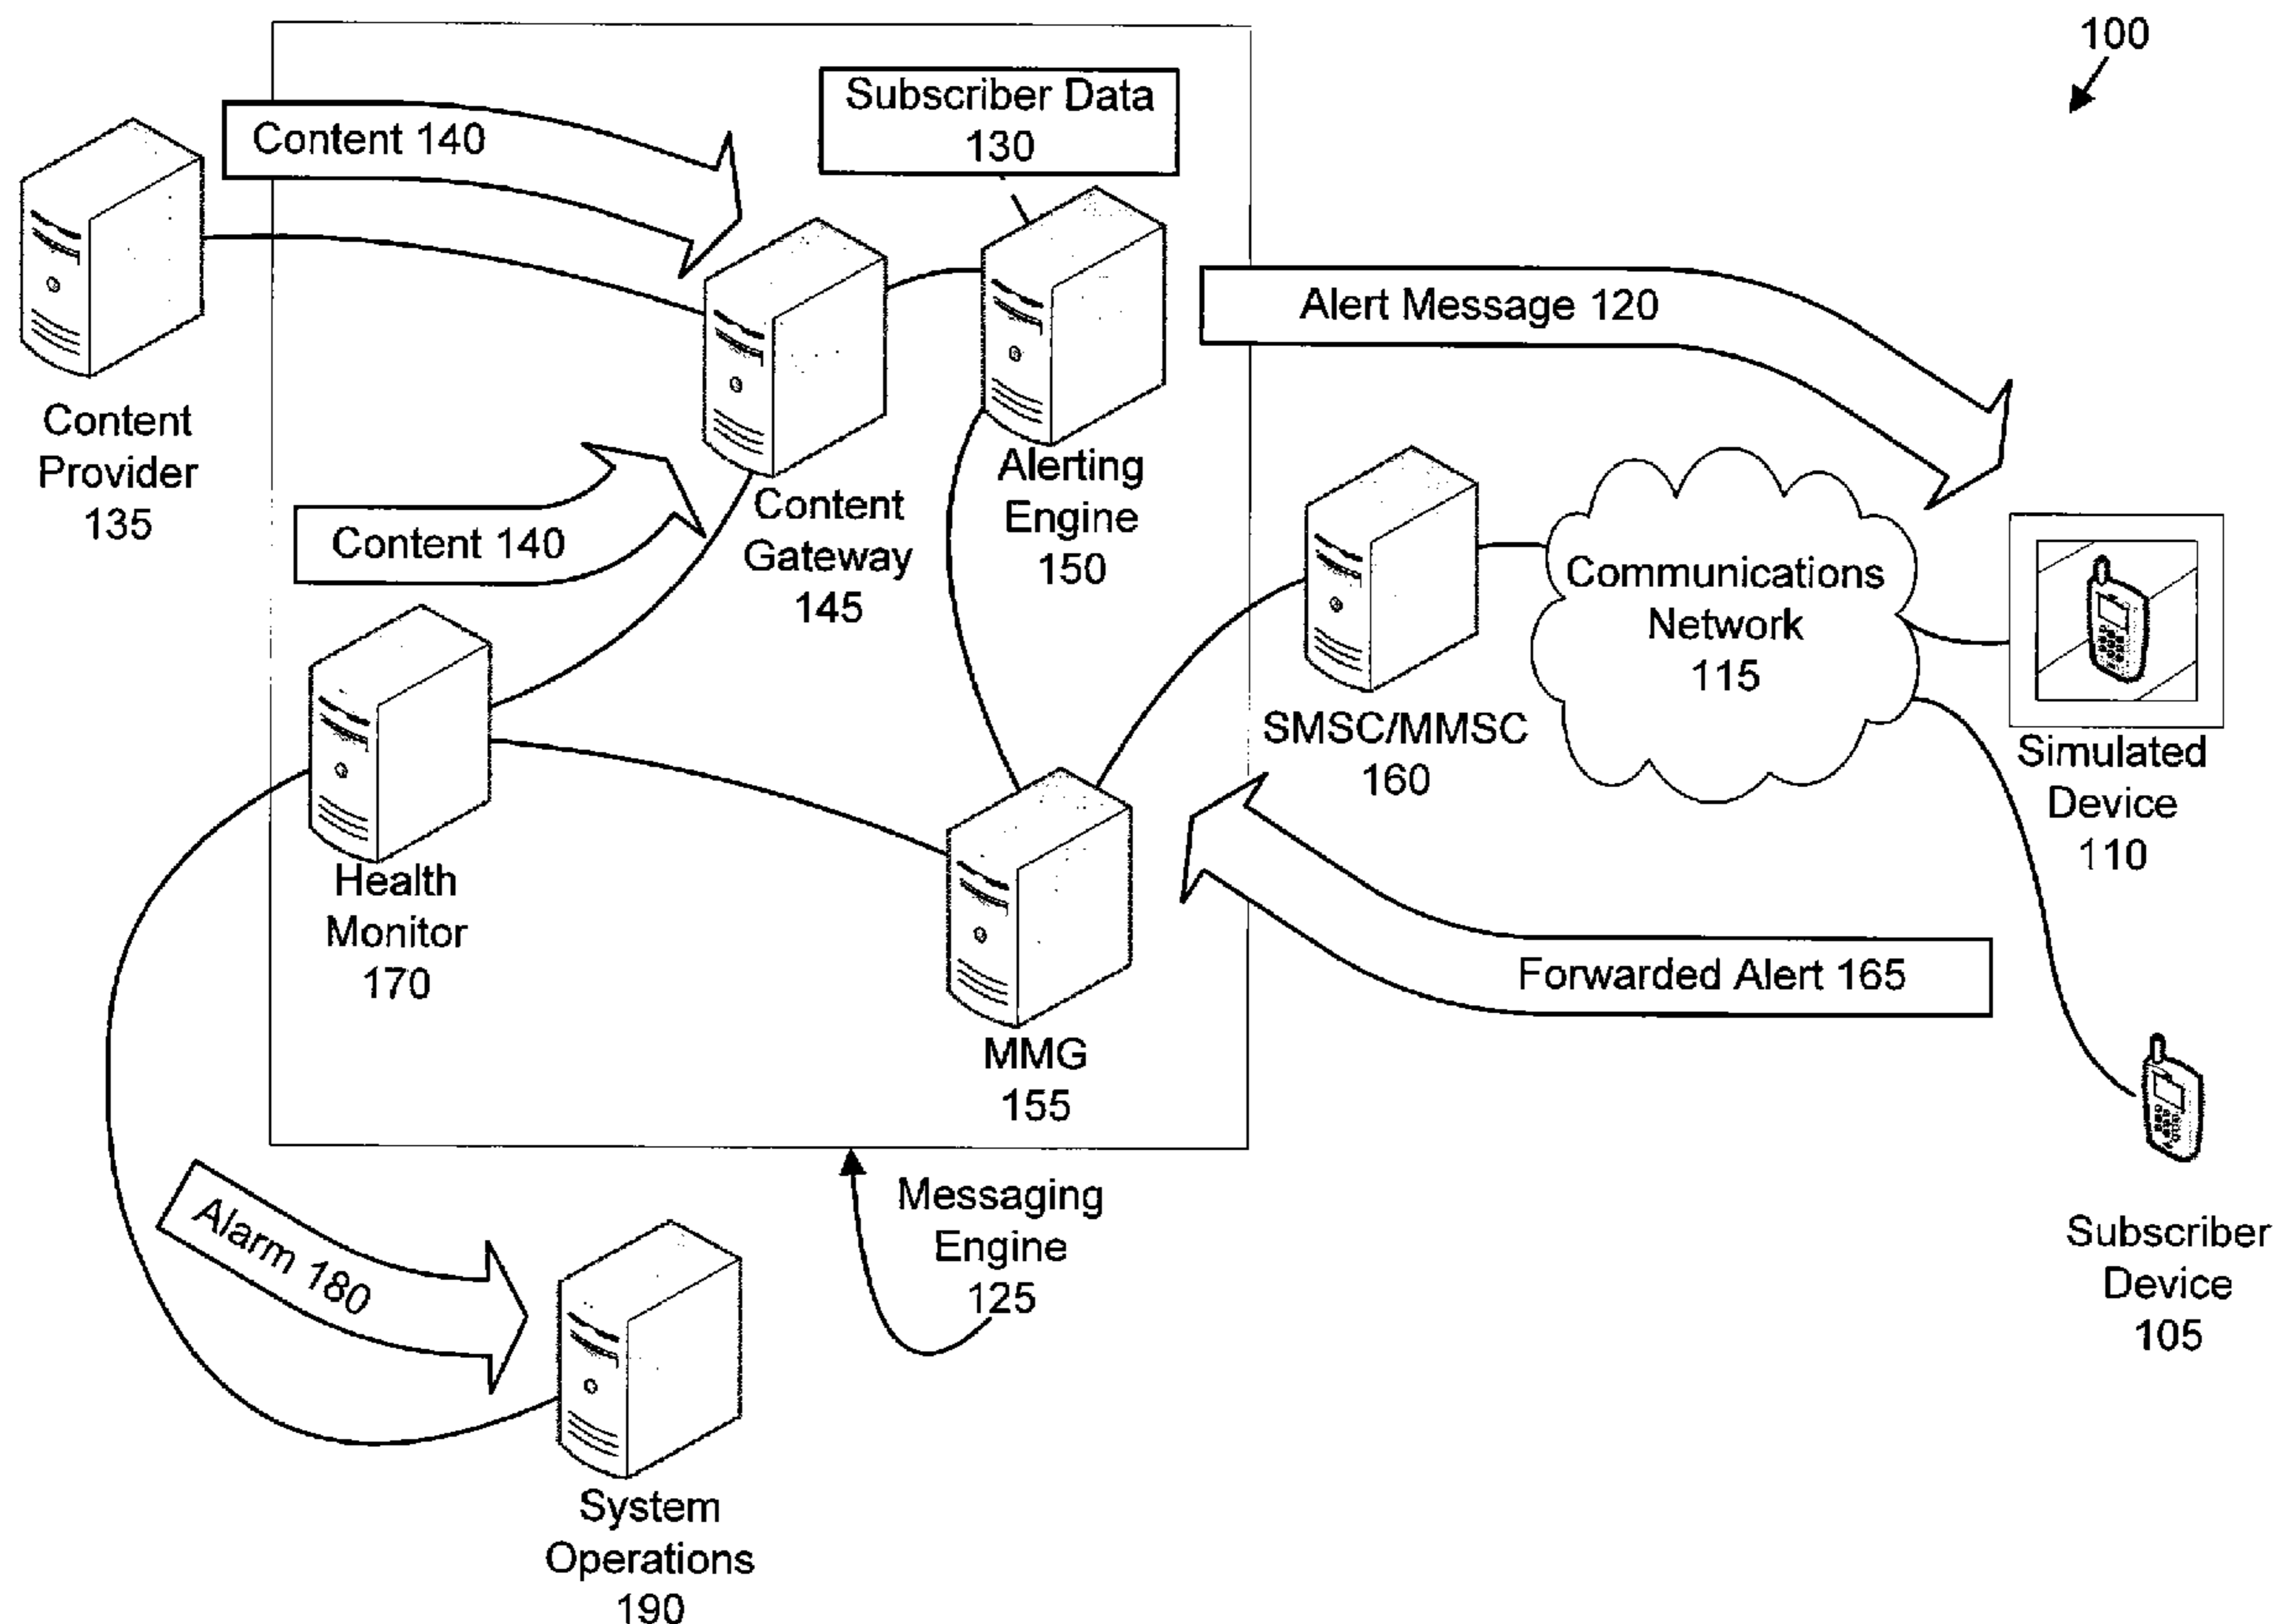 100
Subscriber Data
130
Content 140
Alert Message 120
Content
Provider
135
Content 140
Content
Gateway
145
Alerting
Engine
150
Communications
Network
115
SMSC/MMSC
160
Simulated
Device
110
Health
Monitor
170
Forwarded Alert 165
MMG
155
Messaging
Engine
125
Alarm 180
Subscriber
Device
105
System
Operations
190